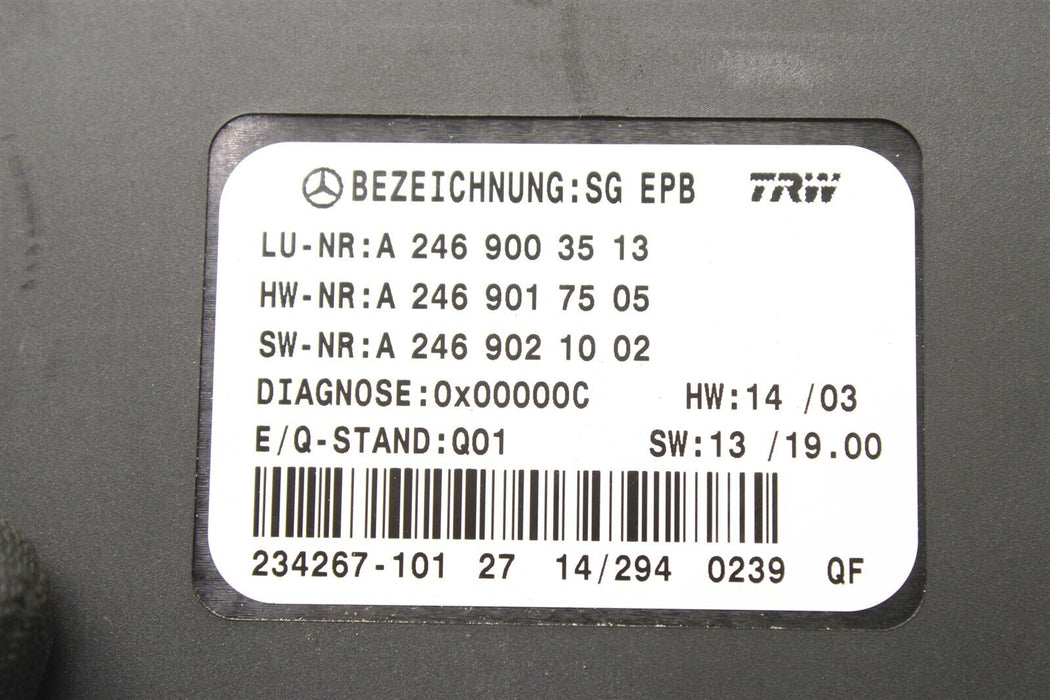 BEZEICHNUNG:SG EPB TRW
LU-NR:A 246 900 35 13
HW-NR:A 246 901 75 05
SW-NR:A 246 902 10 02
DIAGNOSE:0x00000C HW:14 /03
E/Q-STAND:Q01 SW:13 /19.00
234267-101 27 14/294 0239 QF